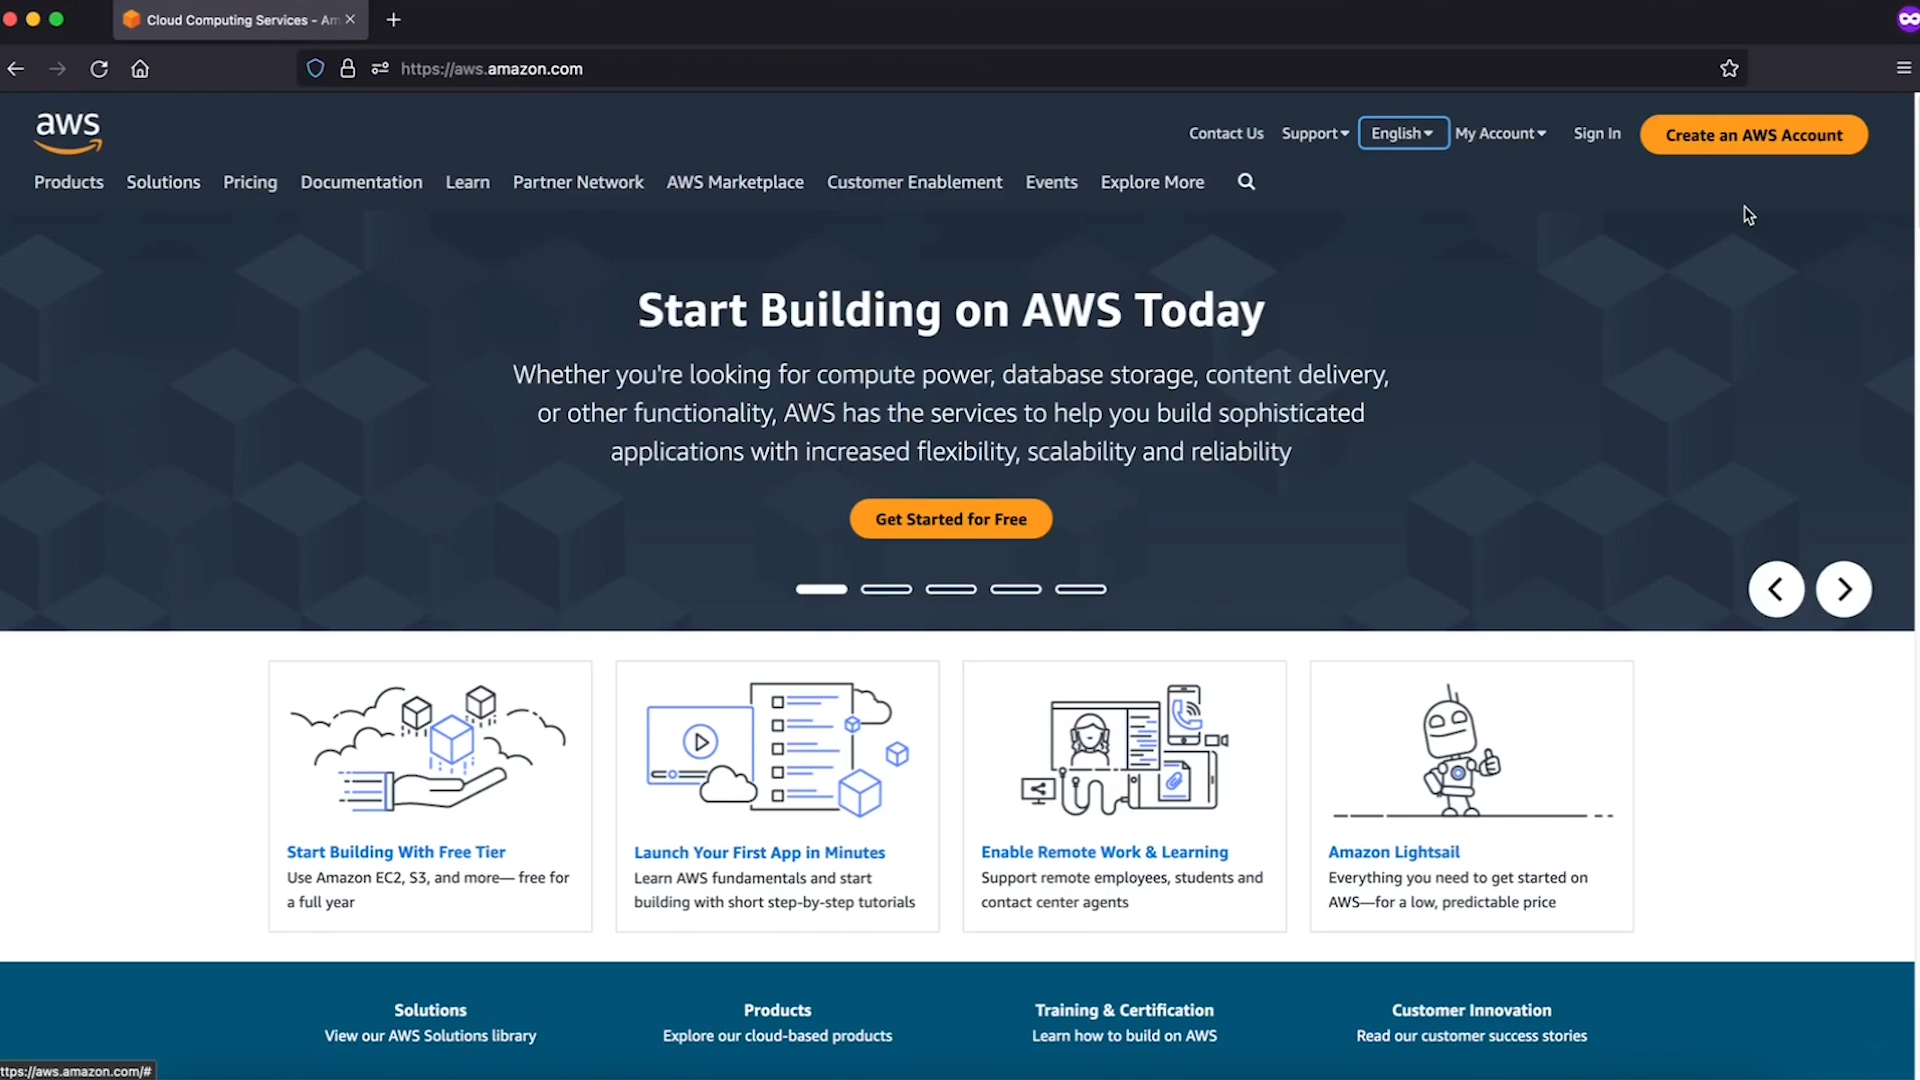 Cloud Computing Services - Am
https://aws.amazon.com
aws
Contact Us Support English My Account Sign In Create an AWS Account
Products Solutions Pricing Documentation Learn Partner Network AWS Marketplace Customer Enablement Events Explore More
Start Building on AWS Today
Whether you're looking for compute power, database storage, content delivery,
or other functionality, AWS has the services to help you build sophisticated
applications with increased flexibility, scalability and reliability
Get Started for Free
Start Building With Free Tier
Use Amazon EC2, S3, and more— free for
a full year
Launch Your First App in Minutes
Learn AWS fundamentals and start
building with short step-by-step tutorials
Enable Remote Work & Learning
Support remote employees, students and
contact center agents
Amazon Lightsail
Everything you need to get started on
AWS—for a low, predictable price
Solutions
View our AWS Solutions library
Products
Explore our cloud-based products
Training & Certification
Learn how to build on AWS
Customer Innovation
Read our customer success stories
ttps://aws.amazon.com/#